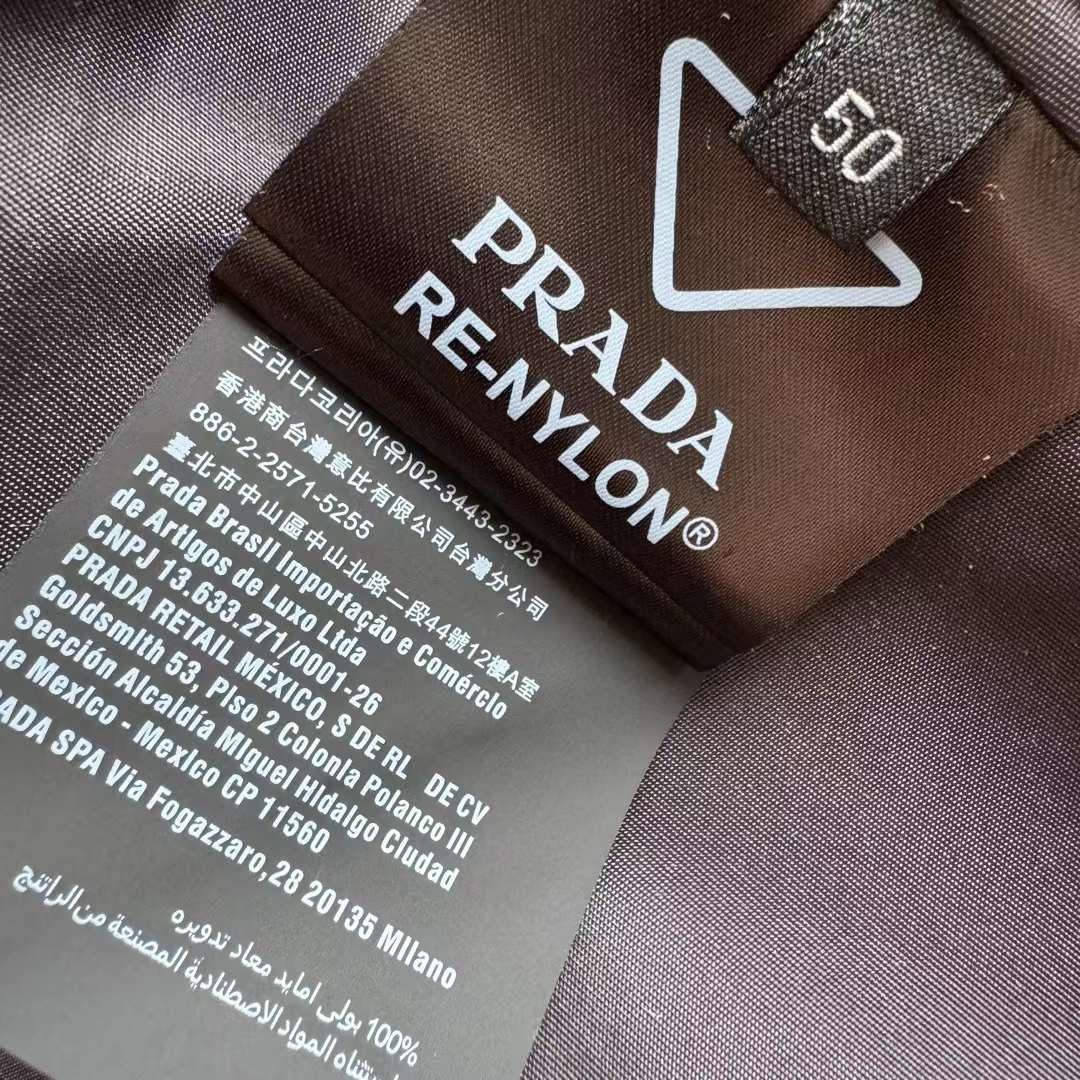 50
PRADA
RE-NYLON®
프라다코리아(유)02-3443-2323
香港商台灣意比有限公司台灣分公司
886-2-2571-5255
臺北市中山區中山北路二段44號12樓A室
Prada Brasil Importação e Comércio
de Artigos de Luxo Ltda
CNPJ 13.633.271/0001-26
PRADA RETAIL MÉXICO, S DE RL DE CV
Goldsmith 53, Piso 2 Colonia Polanco III
Sección Alcaldía Miguel Hidalgo Ciudad
de Mexico - Mexico CP 11560
PRADA SPA Via Fogazzaro, 28 20135 Milano
100% بولى امايد معاد تدويره
المواد الاصطنادية المصنعة من الراتنج